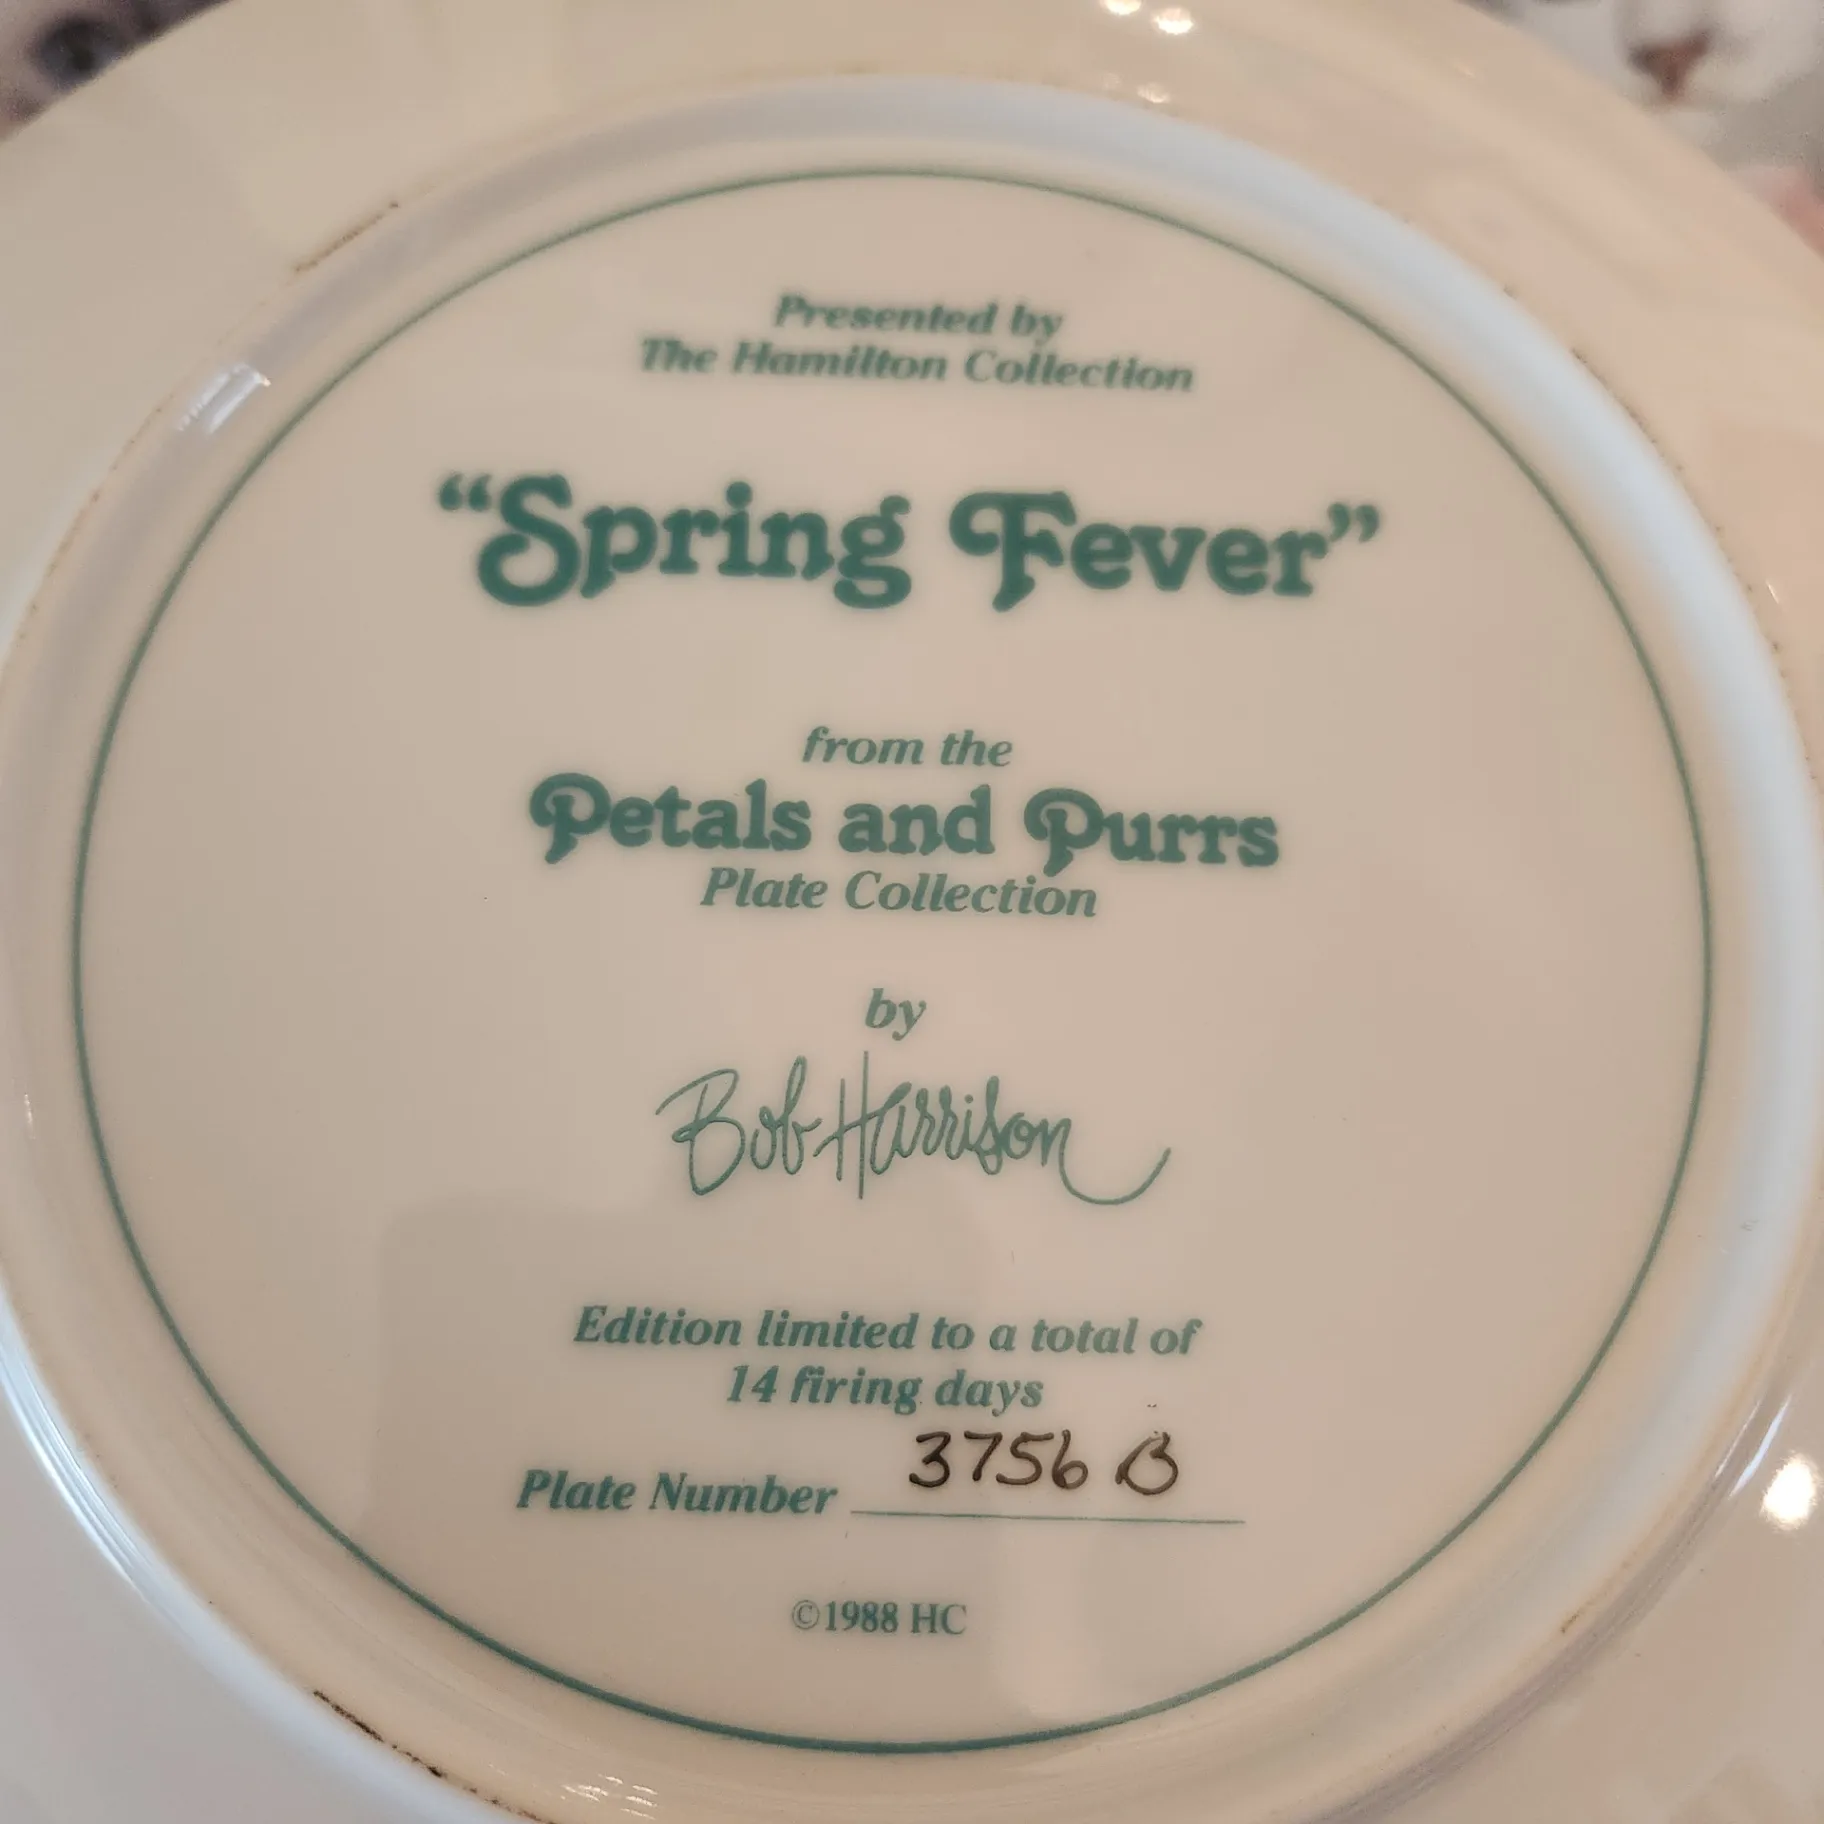 Presented by
The Hamilton Collection
“Spring Fever”
from the
Petals and Purrs
Plate Collection
by
Bob Harrison
Edition limited to a total of
14 firing days
Plate Number 3756 B
©1988 HC